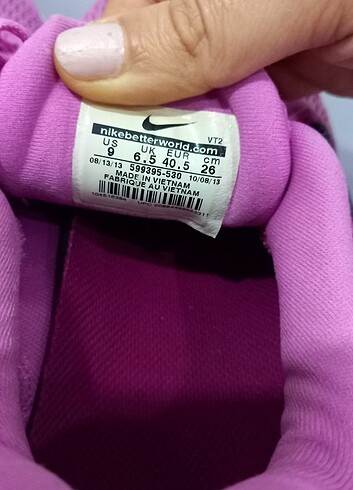 VT2
nikebetterworld.com
US UK EUR cm
9 6.5 40.5 26
08/13/13 599395-530 10/08/13
MADE IN VIETNAM
FABRIQUE AU VIETNAM